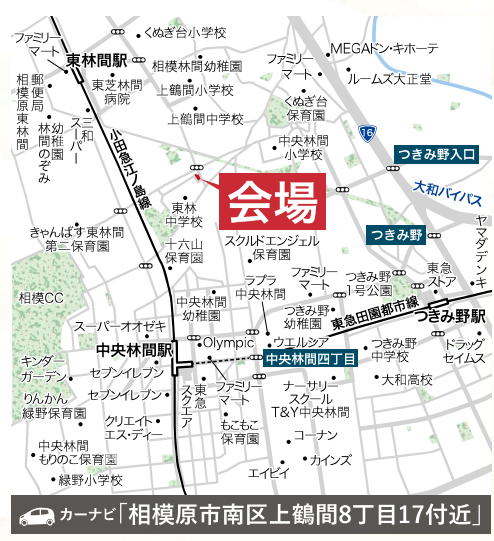 ファミリー
マート
くぬぎ台小学校
東林間駅
相模林間幼稚園
ファミリー
マート
MEGAドン・キホーテ
ルームズ大正堂
相模原東林間
郵便局
林間のぞみ
幼稚園
スーパー
三和
東芝林間
病院
上鶴間小学校
上鶴間中学校
くぬぎ台
保育園
中央林間
小学校
16
つきみ野入口
小田急江ノ島線
大和バイパス
会場
東林
中学校
つきみ野
ヤマダデンキ
きゃんぱす東林間
第二保育園
十六山
保育園
スクルドエンジェル
保育園
相模CC
中央林間
幼稚園
ラプラ
中央林間
ファミリー
マート
つきみ野
1号公園
東急
ストア
つきみ野
幼稚園
東急田園都市線
つきみ野駅
スーパーオオゼキ
Olympic
ウエルシア
中央林間駅
中央林間四丁目
つきみ野
中学校
ドラッグ
セイムス
キンダー
ガーデン
セブンイレブン
セブンイレブン
東急
スクエア
ファミリー
マート
ナーサリー
スクール
T&Y中央林間
大和高校
りんかん
緑野保育園
クリエイト
エス・ディー
もこもこ
保育園
コーナン
カインズ
エイビイ
中央林間
もりのこ保育園
緑野小学校
カーナビ「相模原市南区上鶴間8丁目17付近」